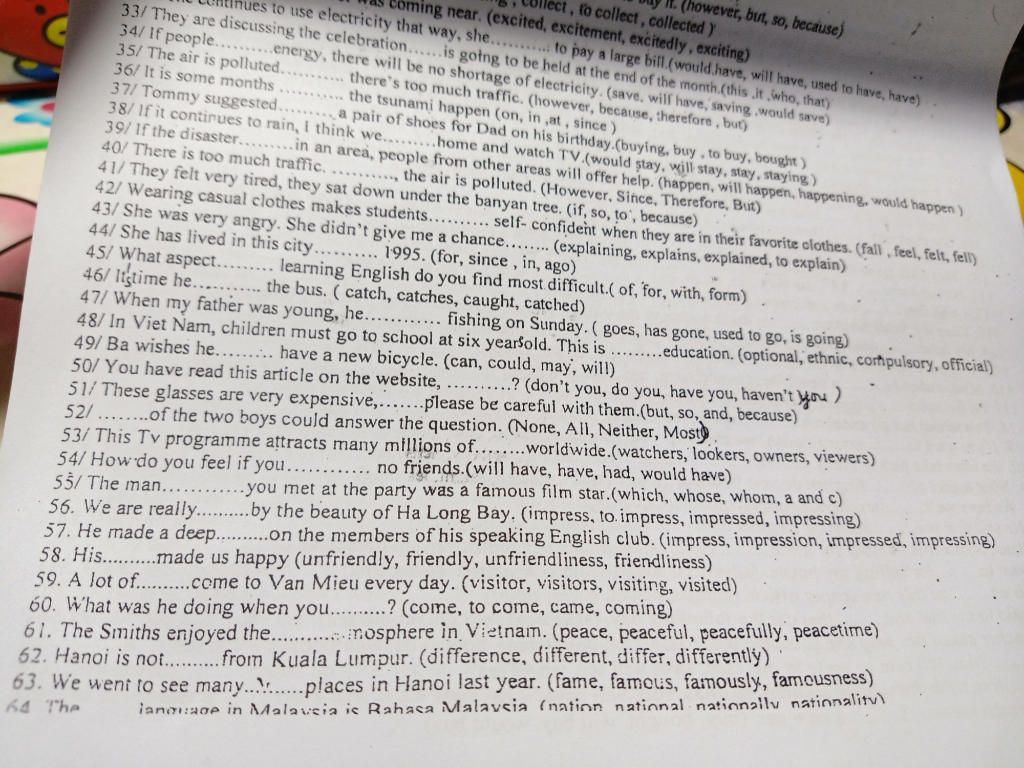 buy it. (however, but, so, because)
collect, to collect, collected )
was coming near. (excited, excitement, excitedly, exciting)
33/ continues to use electricity that way, she.......... to pay a large bill.(would have, will have, used to have, have)
34/ They are discussing the celebration......is going to be held at the end of the month.(this ,it ,who, that)
35/ If people..........energy, there will be no shortage of electricity. (save, will have, saving ,would save)
36/ The air is polluted........... there's too much traffic. (however, because, therefore , but)
37/ It is some months ........... the tsunami happen (on, in ,at , since )
38/ Tommy suggested..........a pair of shoes for Dad on his birthday.(buying, buy , to buy, bought )
39/ If it continues to rain, I think we..........home and watch TV.(would stay, will stay, stay, staying )
40/ If the disaster..........in an area, people from other areas will offer help. (happen, will happen, happening, would happen )
41/ There is too much traffic. ..........., the air is polluted. (However, Since, Therefore, But)
42/ They felt very tired, they sat down under the banyan tree. (if, so, to , because)
43/ Wearing casual clothes makes students.......... self- confident when they are in their favorite clothes. (fall , feel, felt, fell)
44/ She was very angry. She didn't give me a chance........ (explaining, explains, explained, to explain)
45/ She has lived in this city........... 1995. (for, since , in, ago)
46/ What aspect......... learning English do you find most difficult.( of, for, with, form)
47/ It's time he........... the bus. ( catch, catches, caught, catched)
48/ When my father was young, he............ fishing on Sunday. ( goes, has gone, used to go, is going)
49/ In Viet Nam, children must go to school at six years old. This is .........education. (optional, ethnic, compulsory, official)
50/ Ba wishes he.......... have a new bicycle. (can, could, may, will)
51/ You have read this article on the website, ..........? (don't you, do you, have you, haven't you )
52/ These glasses are very expensive,.......please be careful with them.(but, so, and, because)
53/ ........of the two boys could answer the question. (None, All, Neither, Most)
54/ This Tv programme attracts many millions of........worldwide.(watchers, lookers, owners, viewers)
55/ How do you feel if you............ no friends.(will have, have, had, would have)
The man............you met at the party was a famous film star.(which, whose, whom, a and c)
56. We are really..........by the beauty of Ha Long Bay. (impress, to impress, impressed, impressing)
57. He made a deep..........on the members of his speaking English club. (impress, impression, impressed, impressing)
58. His..........made us happy (unfriendly, friendly, unfriendliness, friendliness)
59. A lot of.........come to Van Mieu every day. (visitor, visitors, visiting, visited)
60. What was he doing when you..........? (come, to come, came, coming)
61. The Smiths enjoyed the............mosphere in Vietnam. (peace, peaceful, peacefully, peacetime)
62. Hanoi is not..........from Kuala Lumpur. (difference, different, differ, differently)
63. We went to see many..........places in Hanoi last year. (fame, famous, famously, famousness)
64 The language in Malaysia is Bahasa Malaysia (nation national nationally nationality)